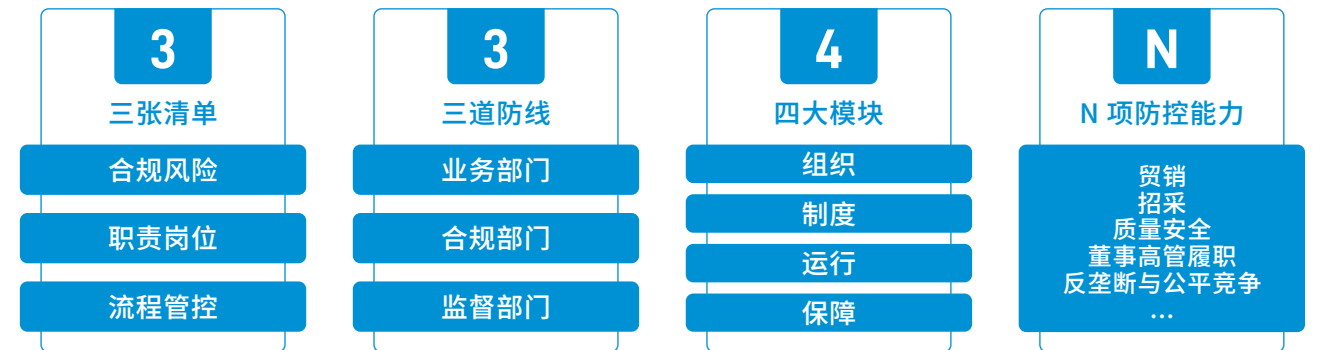 3
三张清单
合规风险
职责岗位
流程管控
3
三道防线
业务部门
合规部门
监督部门
4
四大模块
组织
制度
运行
保障
N
N 项防控能力
贸销
招采
质量安全
董事高管履职
反垄断与公平竞争
...